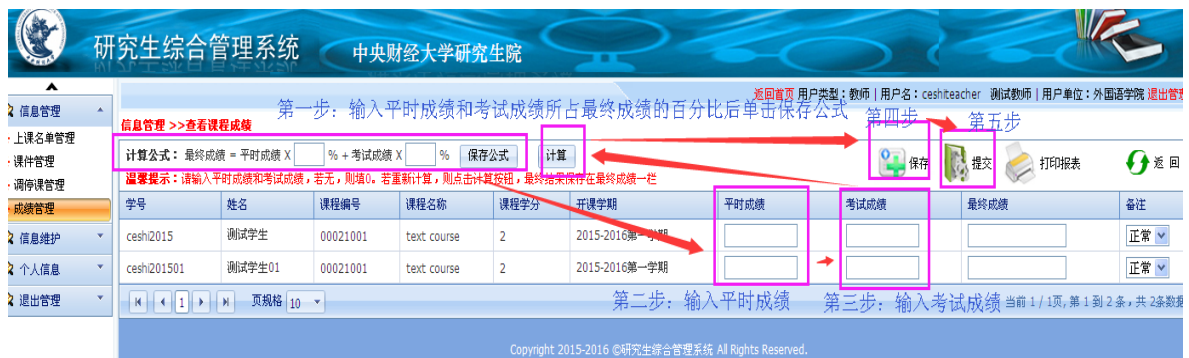 研究生综合管理系统 中央财经大学研究生院
返回首页 用户类型：教师 | 用户名：ceshiteacher 测试教师 | 用户单位：外国语学院 退出管理
第一步：输入平时成绩和考试成绩所占最终成绩的百分比后单击保存公式 第四步 第五步
信息管理
上课名单管理
课件管理
调停课管理
成绩管理
信息维护
个人信息
退出管理
信息管理 >>查看课程成绩
计算公式：最终成绩 = 平时成绩 X % + 考试成绩 X % 保存公式 计算 保存 提交 打印报表 返 回
温馨提示：请输入平时成绩和考试成绩，若无，则填0。若重新计算，则点击计算按钮，最终结果保存在最终成绩一栏
学号 姓名 课程编号 课程名称 课程学分 开课学期 平时成绩 考试成绩 最终成绩 备注
ceshi2015 测试学生 00021001 text course 2 2015-2016第一学期 正常
ceshi201501 测试学生01 00021001 text course 2 2015-2016第一学期 正常
1 页规格 10 第二步：输入平时成绩 第三步：输入考试成绩 当前 1 / 1页, 第 1 到 2 条，共 2条数据
Copyright 2015-2016 ©研究生综合管理系统 All Rights Reserved.